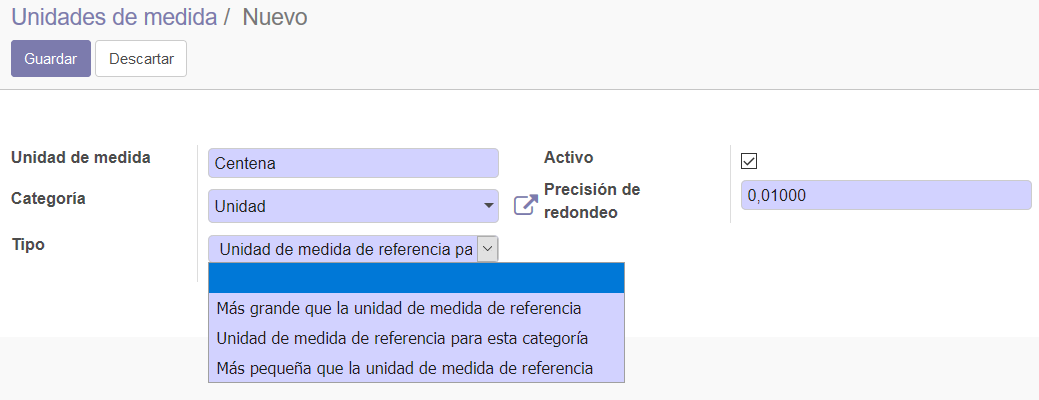 Unidades de medida / Nuevo
Guardar Descartar
Unidad de medida Centena Activo
Categoría Unidad Precisión de redondeo 0,01000
Tipo Unidad de medida de referencia pa
Más grande que la unidad de medida de referencia
Unidad de medida de referencia para esta categoría
Más pequeña que la unidad de medida de referencia